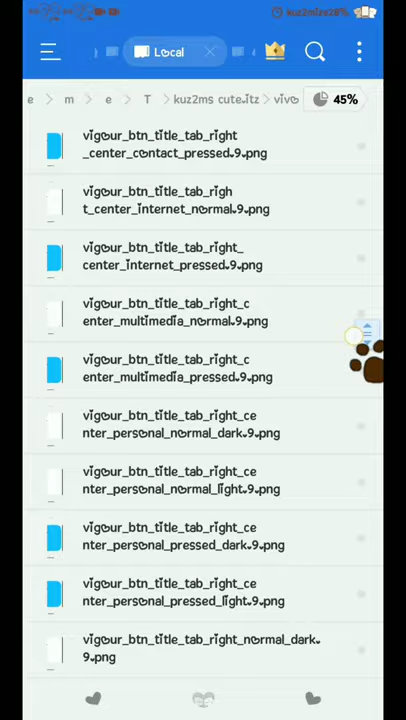 kuz2mize28%
Local
e > m > e > T > kuz2ms cute.itz > vivo
45%
vigour_btn_title_tab_right
_center_contact_pressed.9.png
vigour_btn_title_tab_righ
t_center_internet_normal.9.png
vigour_btn_title_tab_right_
center_internet_pressed.9.png
vigour_btn_title_tab_right_c
enter_multimedia_normal.9.png
vigour_btn_title_tab_right_c
enter_multimedia_pressed.9.png
vigour_btn_title_tab_right_ce
nter_personal_normal_dark.9.png
vigour_btn_title_tab_right_ce
nter_personal_normal_light.9.png
vigour_btn_title_tab_right_ce
nter_personal_pressed_dark.9.png
vigour_btn_title_tab_right_ce
nter_personal_pressed_light.9.png
vigour_btn_title_tab_right_normal_dark.
9.png